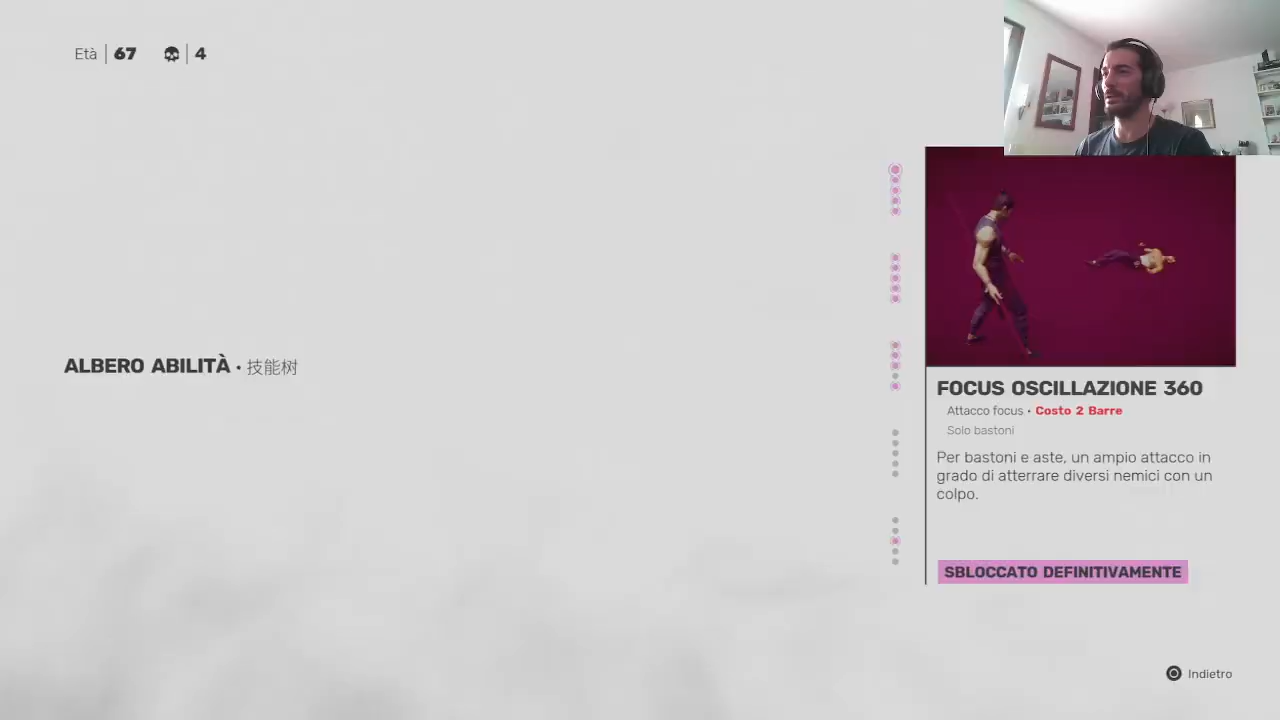 Età 67 4
ALBERO ABILITÀ • 技能树
FOCUS OSCILLAZIONE 360
Attacco focus • Costo 2 Barre
Solo bastoni
Per bastoni e aste, un ampio attacco in
grado di atterrare diversi nemici con un
colpo.
SBLOCCATO DEFINITIVAMENTE
Indietro